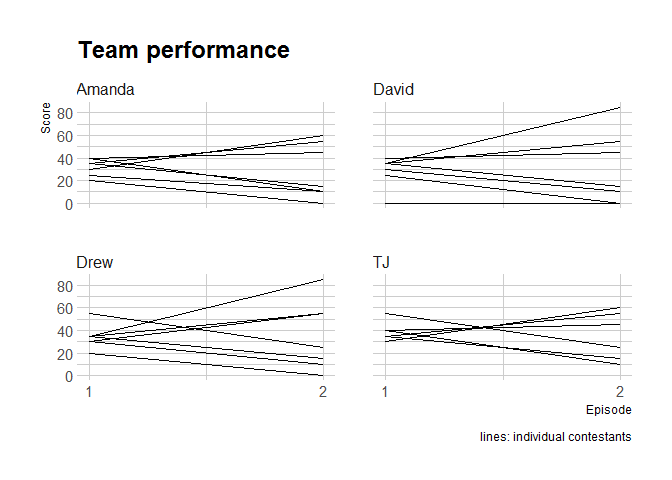 Team performance
Amanda
David
Score
80
60
40
20
0
Drew
TJ
80
60
40
20
0
1
2
1
2
Episode
lines: individual contestants